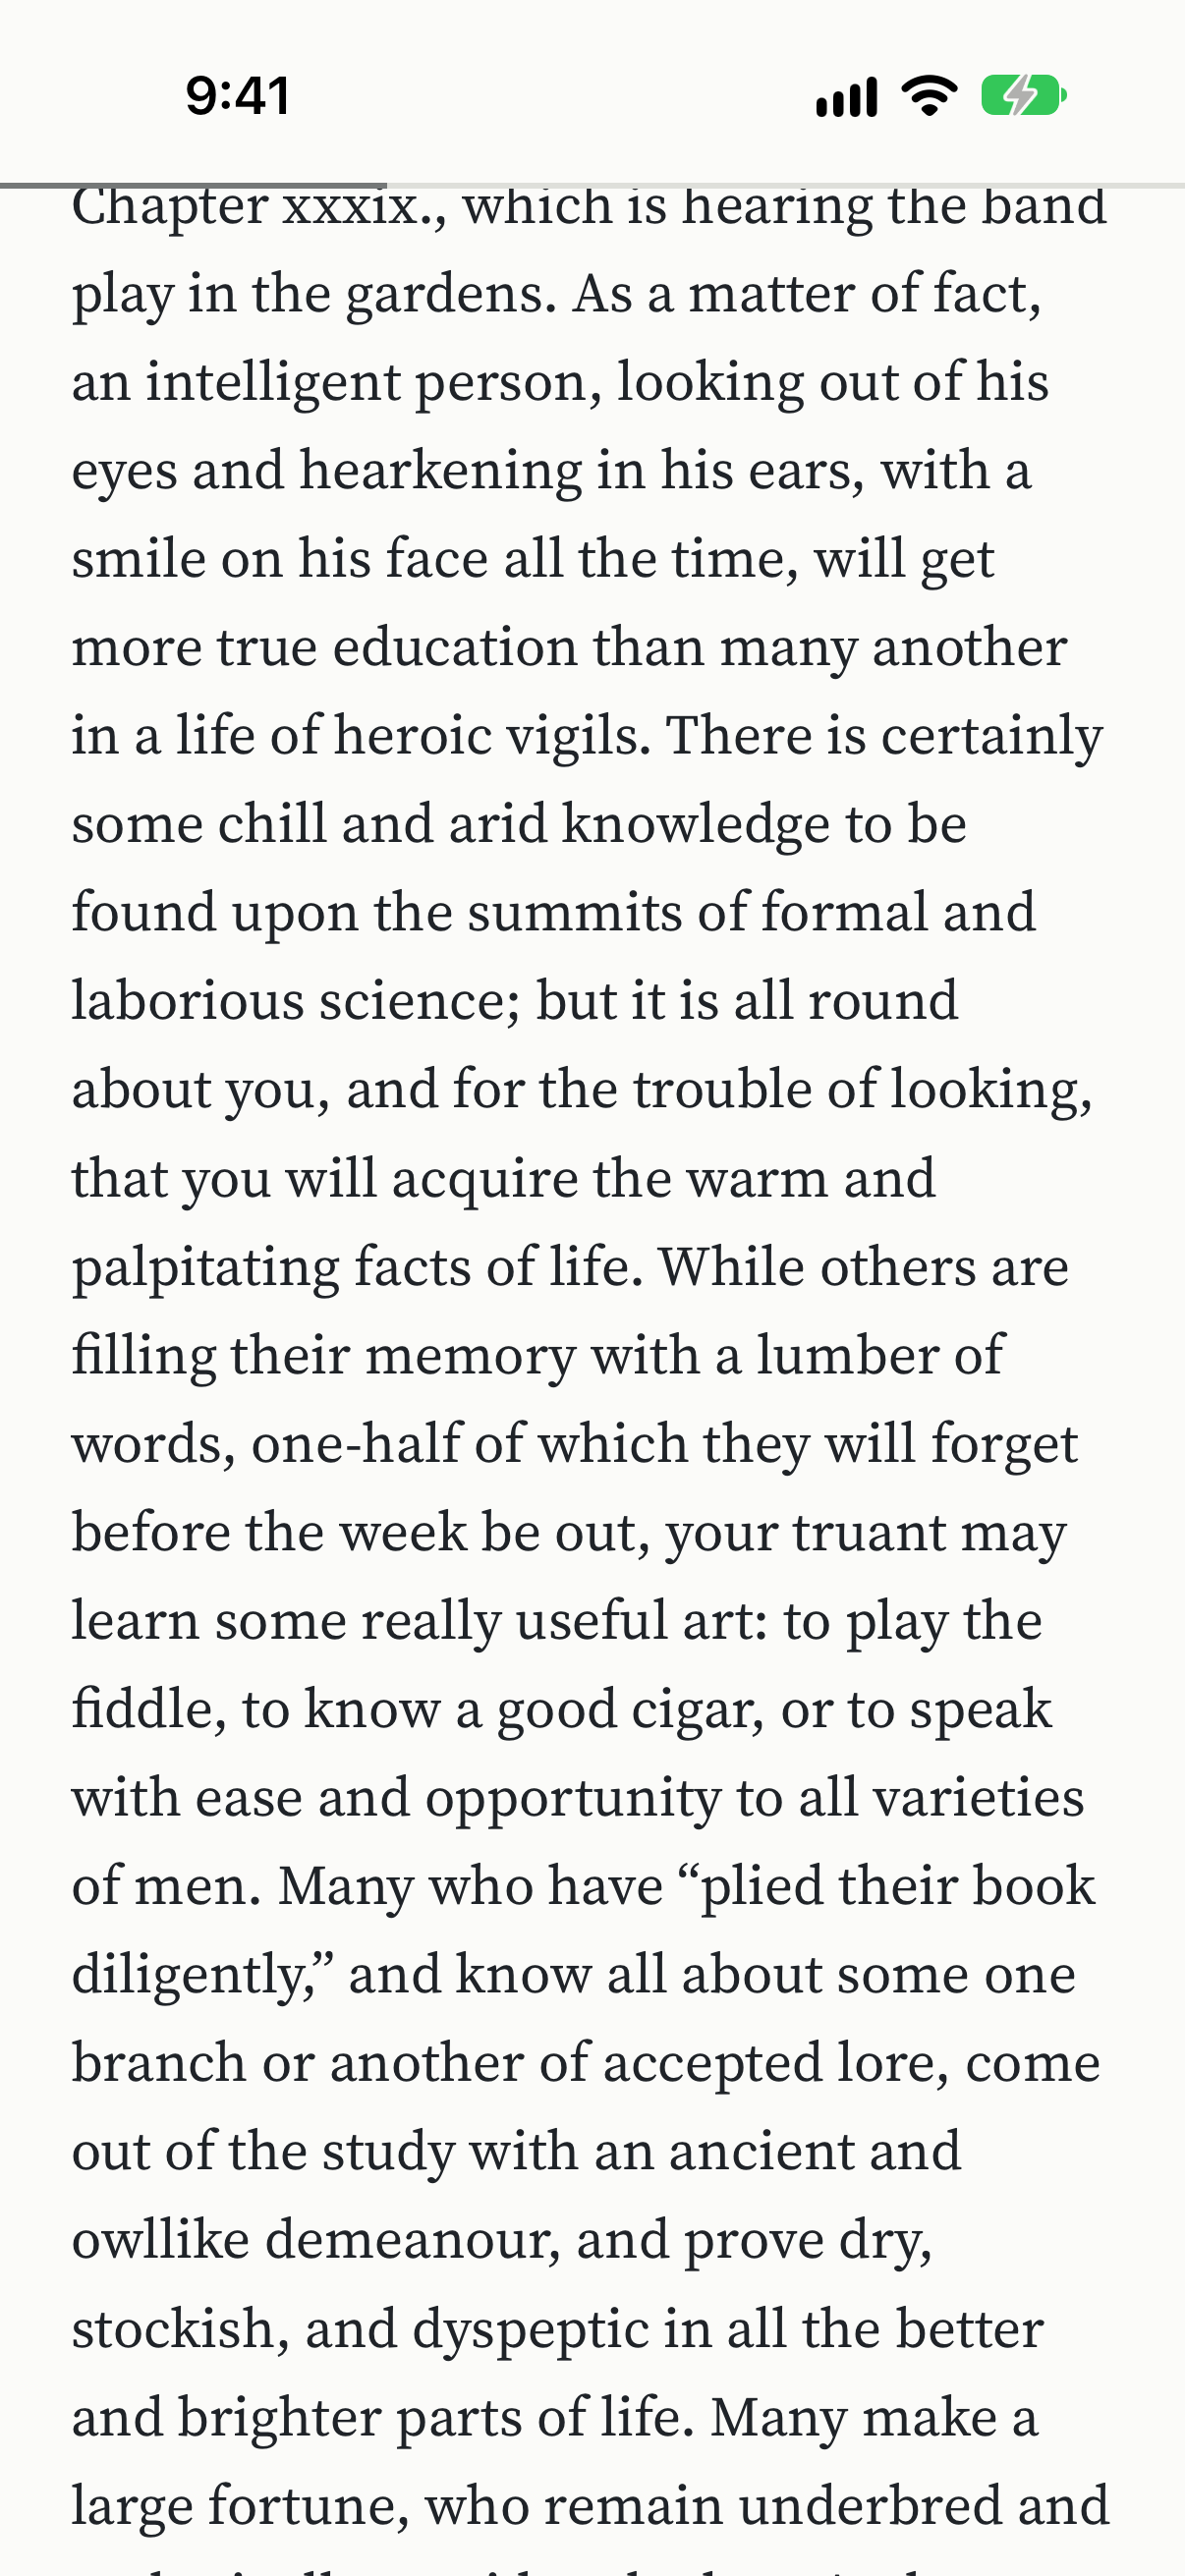 9:41
Chapter xxxix., which is hearing the band
play in the gardens. As a matter of fact,
an intelligent person, looking out of his
eyes and hearkening in his ears, with a
smile on his face all the time, will get
more true education than many another
in a life of heroic vigils. There is certainly
some chill and arid knowledge to be
found upon the summits of formal and
laborious science; but it is all round
about you, and for the trouble of looking,
that you will acquire the warm and
palpitating facts of life. While others are
filling their memory with a lumber of
words, one-half of which they will forget
before the week be out, your truant may
learn some really useful art: to play the
fiddle, to know a good cigar, or to speak
with ease and opportunity to all varieties
of men. Many who have “plied their book
diligently,” and know all about some one
branch or another of accepted lore, come
out of the study with an ancient and
owllike demeanour, and prove dry,
stockish, and dyspeptic in all the better
and brighter parts of life. Many make a
large fortune, who remain underbred and